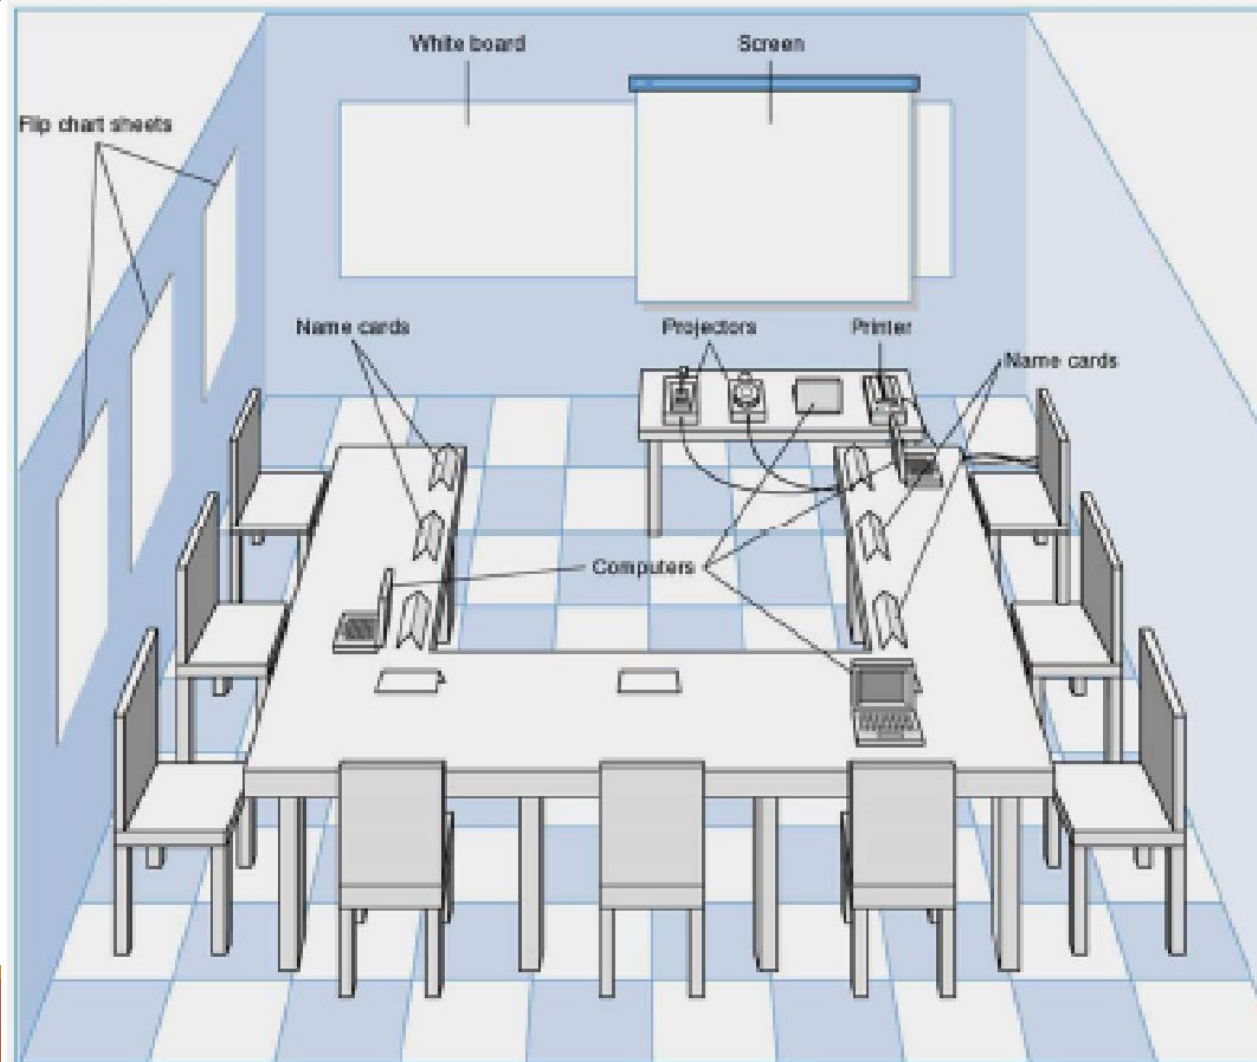 White board
Screen
Flip chart sheets
Name cards
Projectors
Printer
Name cards
Computers